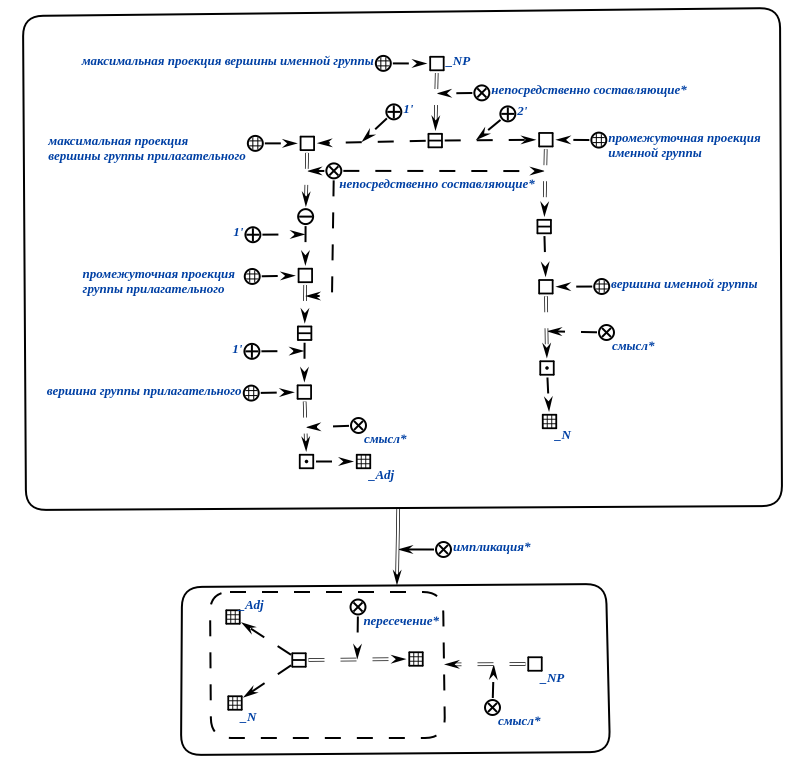 максимальная проекция вершины именной группы
_NP
непосредственно составляющие*
1'
2'
максимальная проекция
вершины группы прилагательного
промежуточная проекция
именной группы
непосредственно составляющие*
1'
промежуточная проекция
группы прилагательного
вершина именной группы
1'
смысл*
вершина группы прилагательного
_N
смысл*
_Adj
импликация*
_Adj
пересечение*
_NP
_N
смысл*